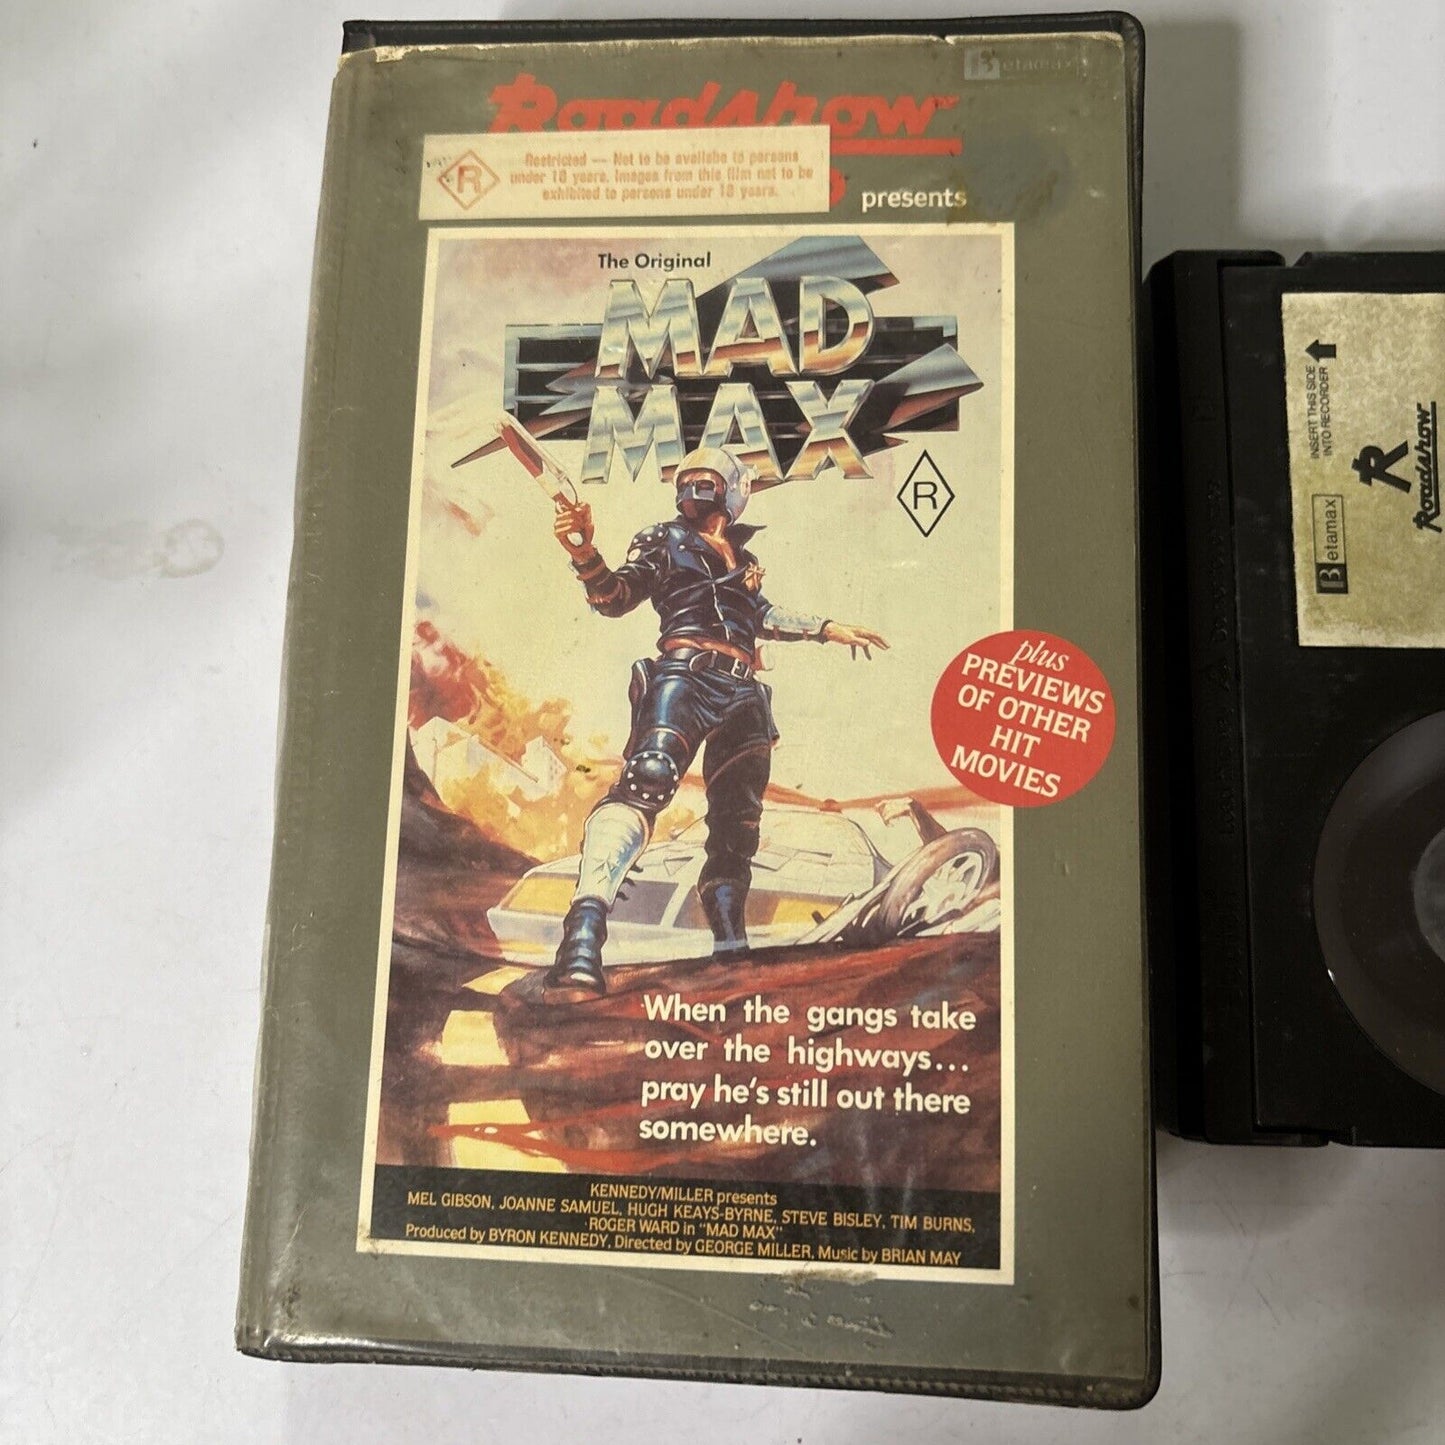 Betamax
Roadshow
presents
R
Restricted — Not to be availabe to persons
under 18 years. Images from this film not to be
exhibited to persons under 18 years.
The Original
MAD
MAX
R
plus
PREVIEWS
OF OTHER
HIT
MOVIES
When the gangs take
over the highways...
pray he's still out there
somewhere.
KENNEDY/MILLER presents
MEL GIBSON, JOANNE SAMUEL, HUGH KEAYS-BYRNE, STEVE BISLEY, TIM BURNS,
ROGER WARD in "MAD MAX"
Produced by BYRON KENNEDY, Directed by GEORGE MILLER, Music by BRIAN MAY
INSERT THIS SIDE
INTO RECORDER
R
Roadshow
Betamax